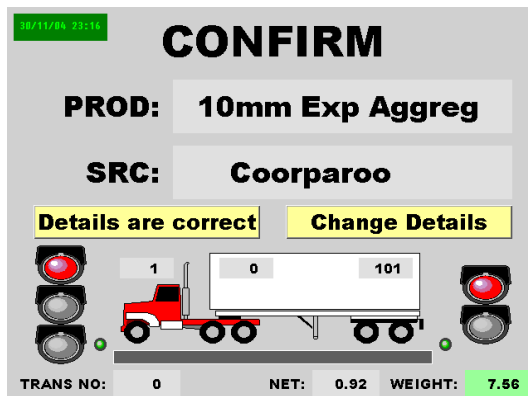 30/11/04 23:16
CONFIRM
PROD: 10mm Exp Aggreg
SRC: Coorparoo
Details are correct Change Details
1 0 101
TRANS NO: 0 NET: 0.92 WEIGHT: 7.56